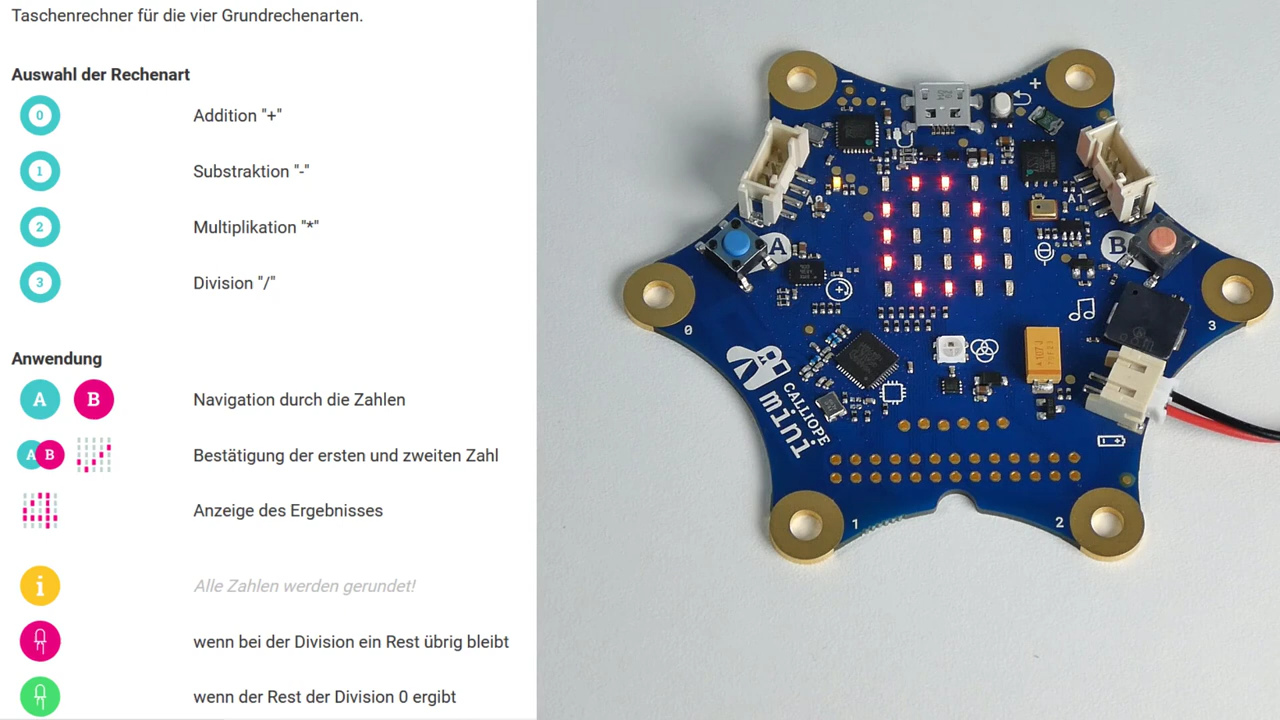 Taschenrechner für die vier Grundrechenarten.
Auswahl der Rechenart
0 Addition "+"
1 Substraktion "-"
2 Multiplikation "*"
3 Division "/"
Anwendung
A B Navigation durch die Zahlen
A B Bestätigung der ersten und zweiten Zahl
Anzeige des Ergebnisses
i Alle Zahlen werden gerundet!
wenn bei der Division ein Rest übrig bleibt
wenn der Rest der Division 0 ergibt
- +
A1
A B
0 3
CALLIOPE
mini
1 2